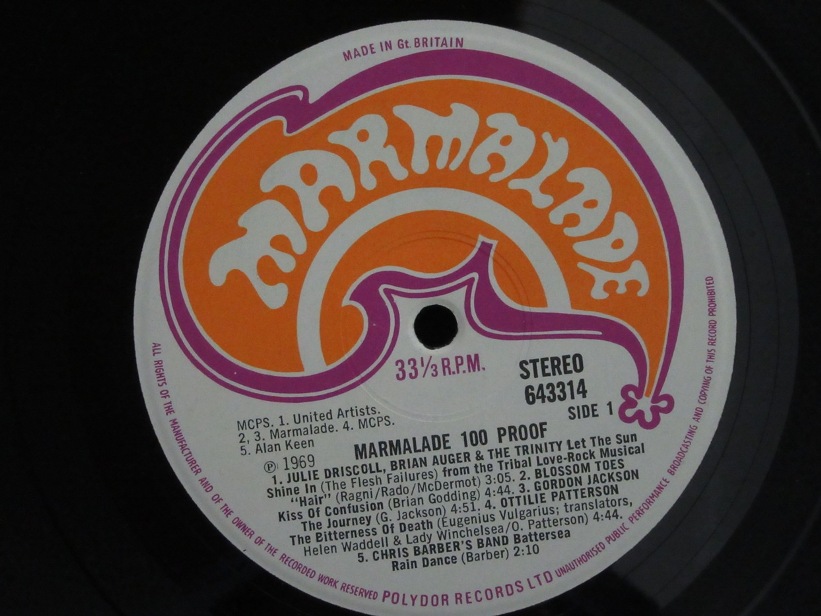 MADE IN Gt. BRITAIN
MARMALADE
33⅓ R.P.M.
STEREO
643314
SIDE 1
MCPS. 1. United Artists.
2, 3. Marmalade. 4. MCPS.
5. Alan Keen
MARMALADE 100 PROOF
Ⓟ 1969
1. JULIE DRISCOLL, BRIAN AUGER & THE TRINITY Let The Sun
Shine In (The Flesh Failures) from the Tribal Love-Rock Musical
"Hair" (Ragni/Rado/McDermot) 3:05. 2. BLOSSOM TOES
Kiss Of Confusion (Brian Godding) 4:44. 3. GORDON JACKSON
The Journey (G. Jackson) 4:51. 4. OTTILIE PATTERSON
The Bitterness Of Death (Eugenius Vulgarius; translators,
Helen Waddell & Lady Winchelsea/O. Patterson) 4:44.
5. CHRIS BARBER'S BAND Battersea
Rain Dance (Barber) 2:10
ALL RIGHTS OF THE MANUFACTURER AND OF THE OWNER OF THE RECORDED WORK RESERVED POLYDOR RECORDS LTD UNAUTHORISED PUBLIC PERFORMANCE BROADCASTING AND COPYING OF THIS RECORD PROHIBITED